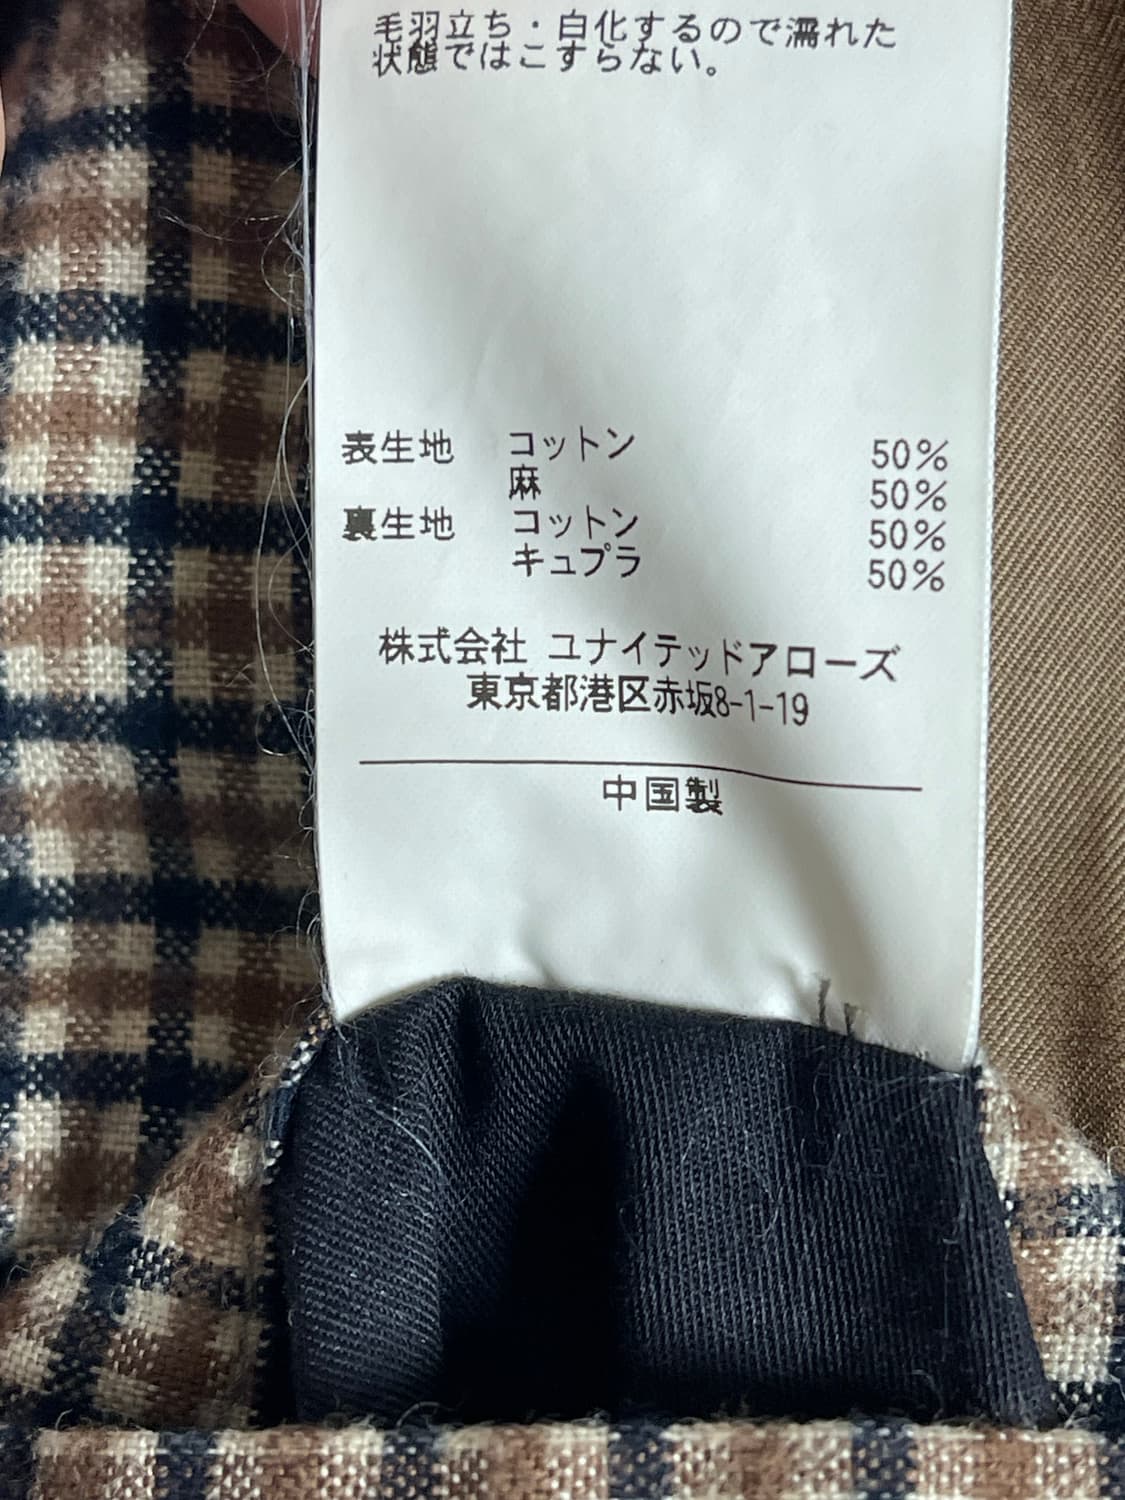 毛羽立ち・白化するので濡れた
状態ではこすらない。
表生地 コットン 50%
麻 50%
裏生地 コットン 50%
キュプラ 50%
株式会社 ユナイテッドアローズ
東京都港区赤坂8-1-19
中国製